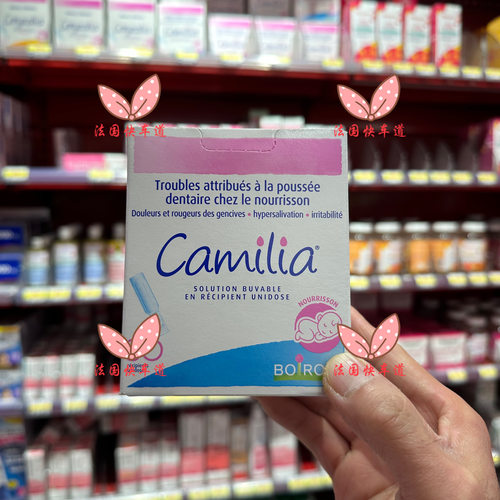 法国快车道
法国快车道
Troubles attribués à la poussée
dentaire chez le nourrisson
Douleurs et rougeurs des gencives • hypersalivation • irritabilité
Camilia®
SOLUTION BUVABLE
EN RÉCIPIENT UNIDOSE
NOURRISSON
récipients
BOIRO
法国快车道
法国快车道